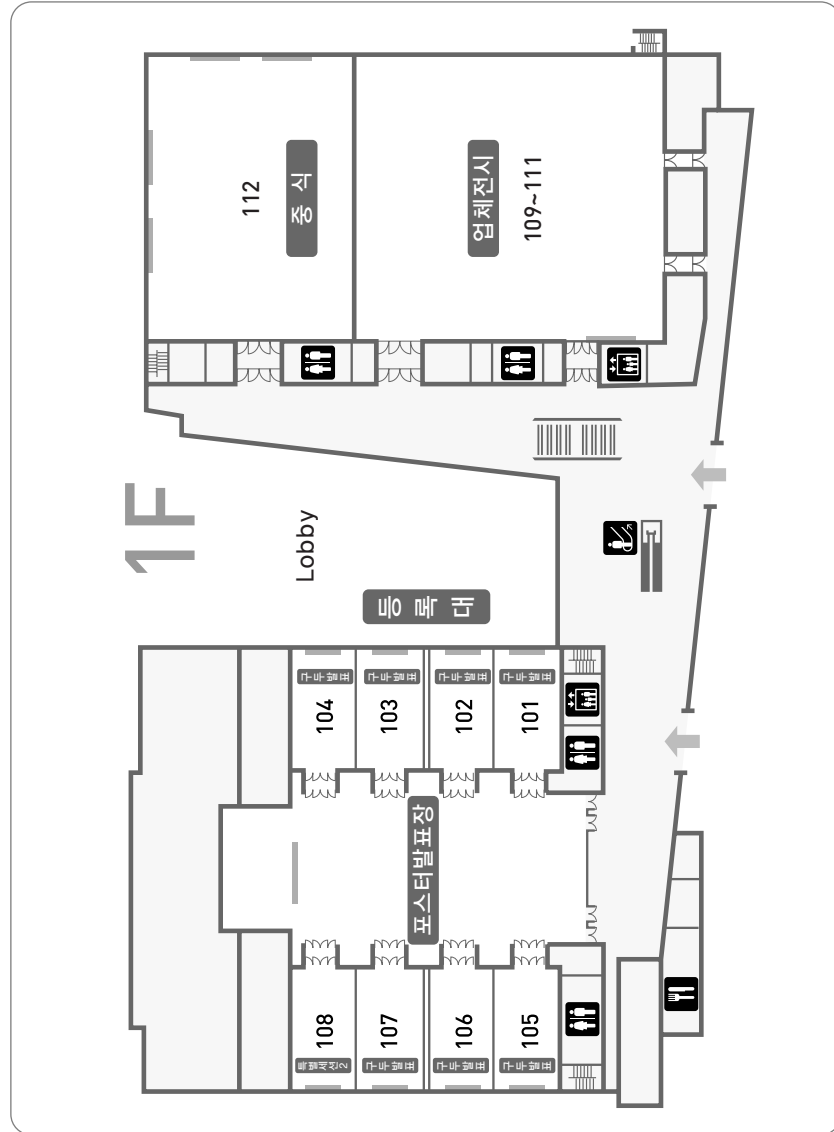 1F
Lobby
등 록 대
112
중 식
업체전시
109~111
구두발표
104
구두발표
103
구두발표
102
구두발표
101
포스터발표장
108
특별세션2
107
구두발표
106
구두발표
105
구두발표